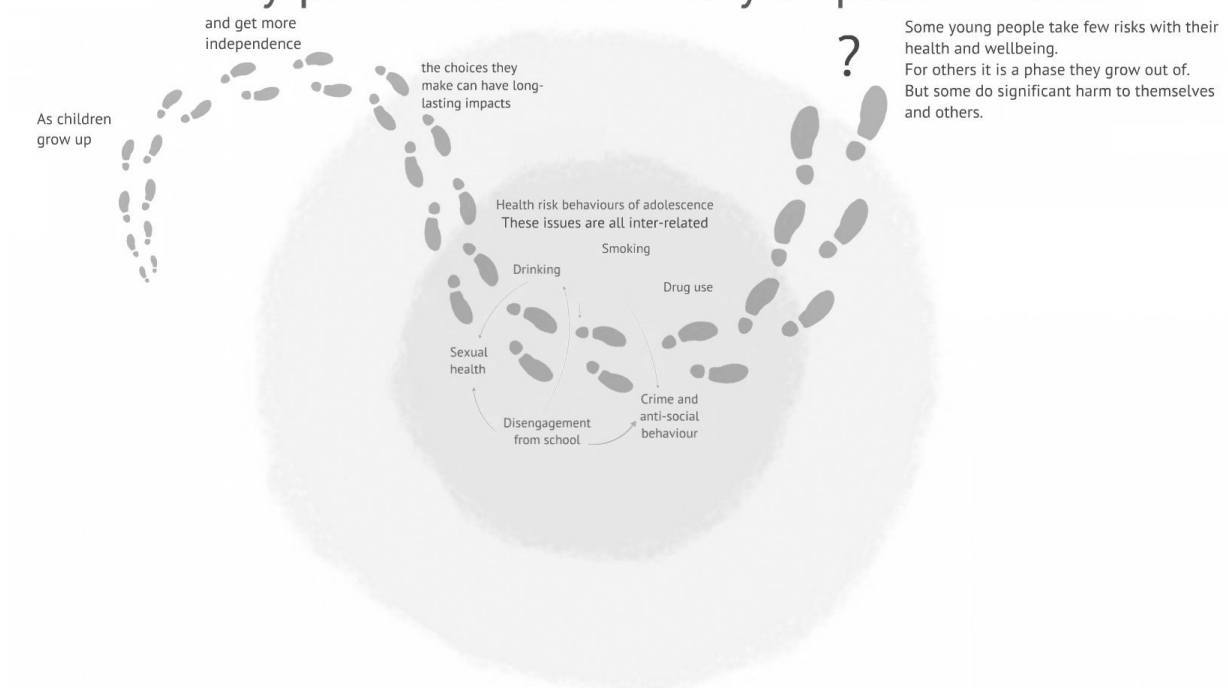 and get more
independence
As children
grow up
the choices they
make can have long-
lasting impacts
?
Some young people take few risks with their
health and wellbeing.
For others it is a phase they grow out of.
But some do significant harm to themselves
and others.
Health risk behaviours of adolescence
These issues are all inter-related
Smoking
Drinking
Drug use
Sexual
health
Disengagement
from school
Crime and
anti-social
behaviour